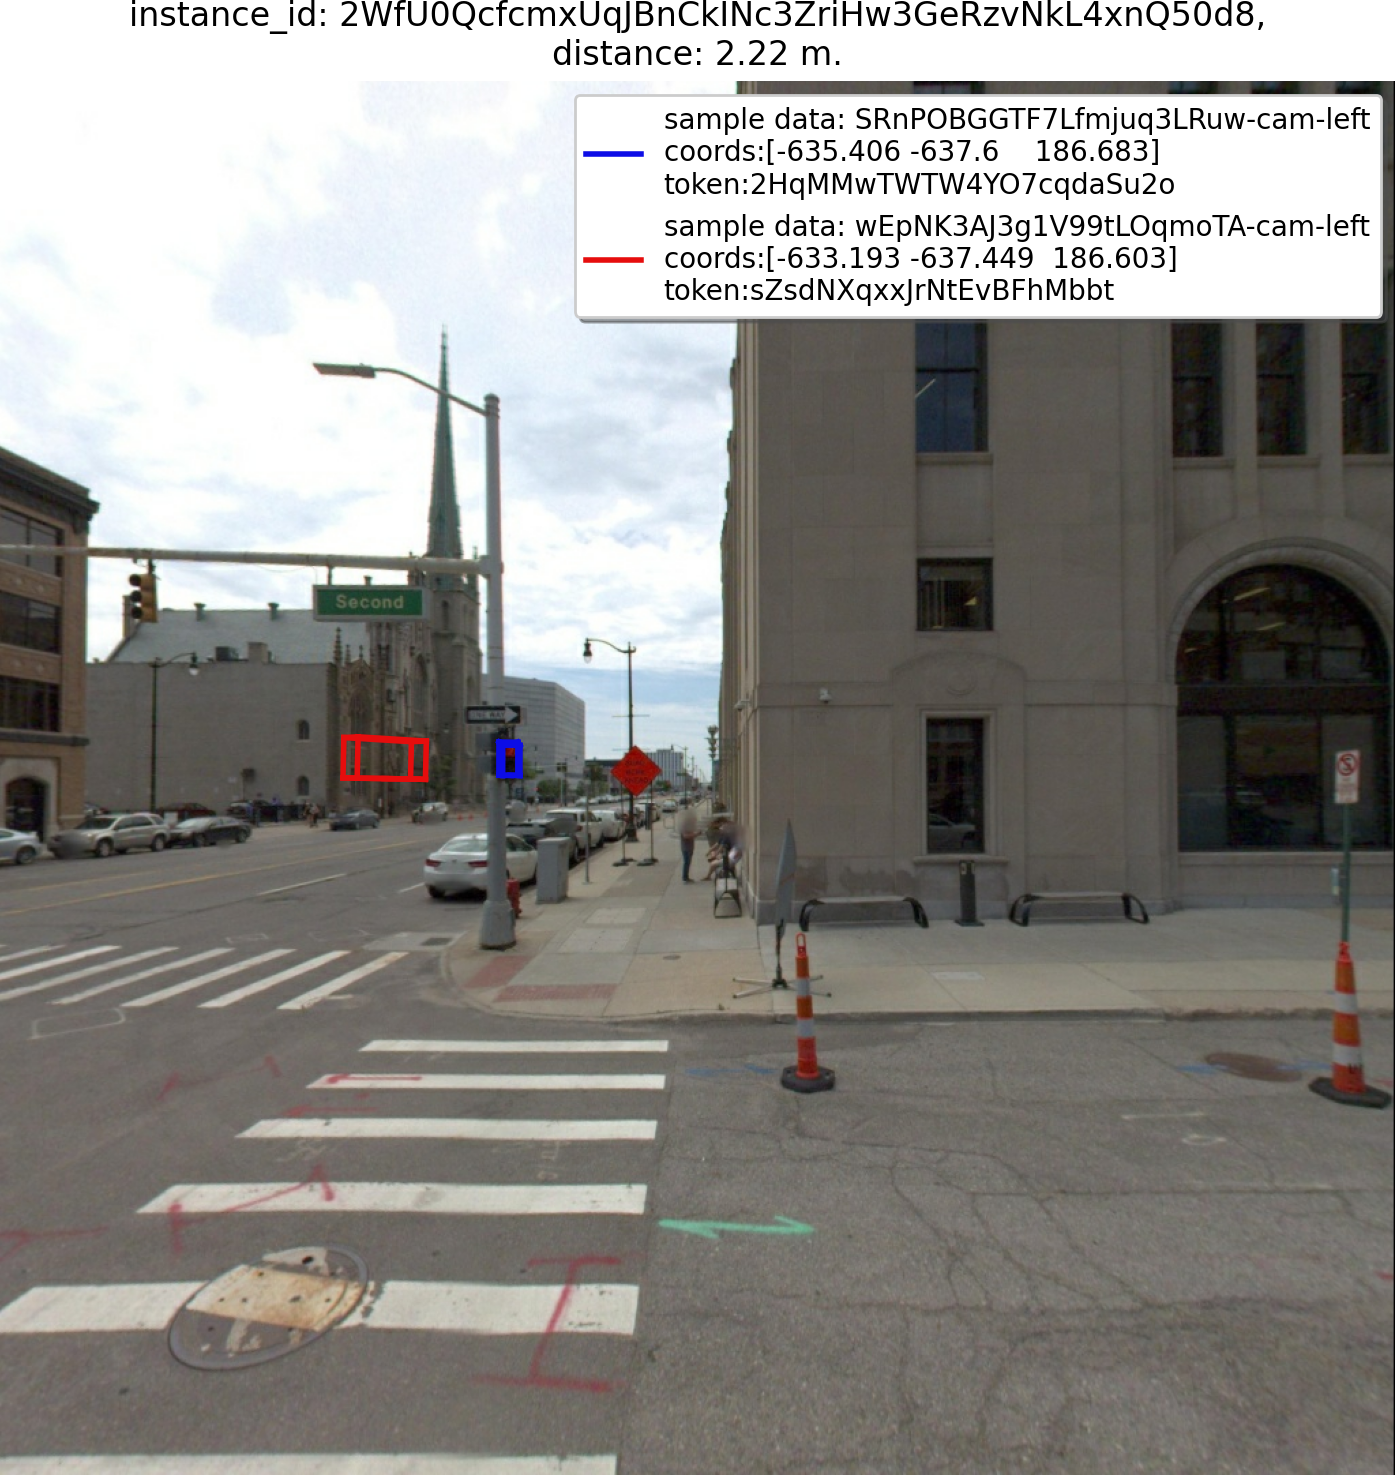 instance_id: 2WfU0QcfcmxUqJBnCkINc3ZriHw3GeRzvNkL4xnQ50d8,
distance: 2.22 m.
sample data: SRnPOBGGTF7Lfmjuq3LRuw-cam-left
coords:[-635.406 -637.6 186.683]
token:2HqMMwTWTW4YO7cqdaSu2o
sample data: wEpNK3AJ3g1V99tLOqmoTA-cam-left
coords:[-633.193 -637.449 186.603]
token:sZsdNXqxxJrNtEvBFhMbbt
Second